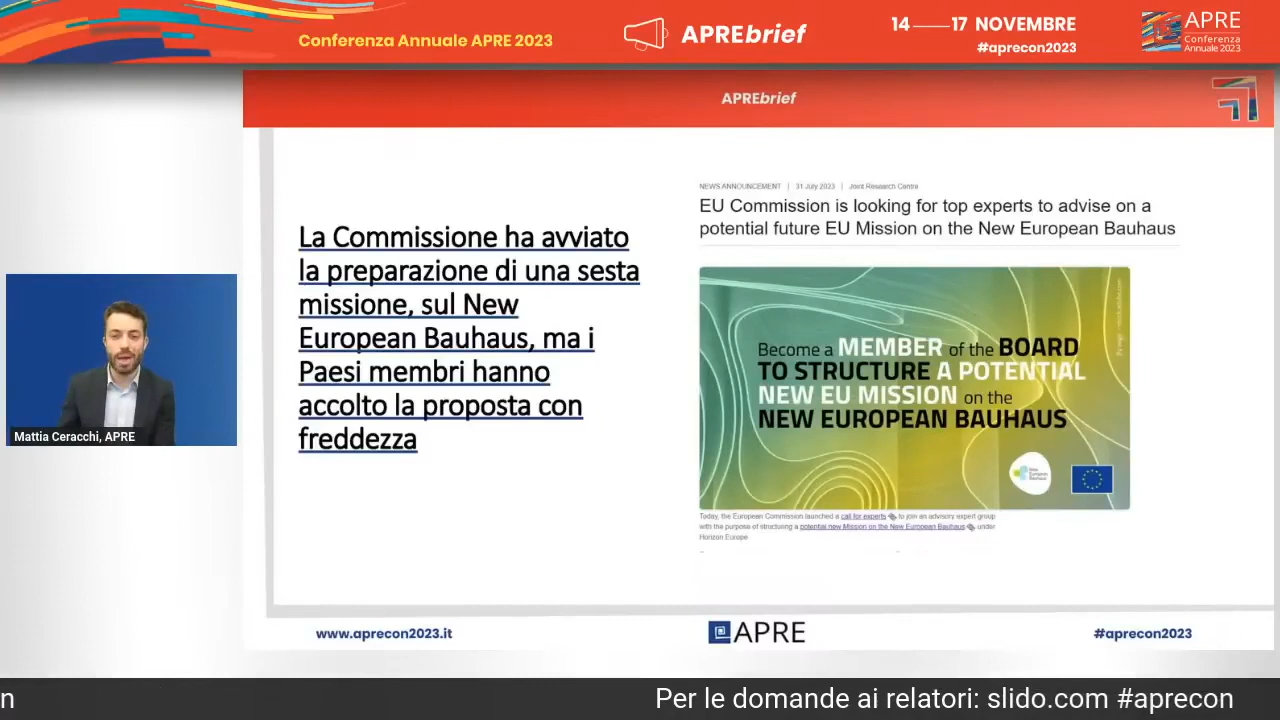 Conferenza Annuale APRE 2023
APREbrief
14 — 17 NOVEMBRE
#aprecon2023
APRE
Conferenza
Annuale 2023
APREbrief
La Commissione ha avviato
la preparazione di una sesta
missione, sul New
European Bauhaus, ma i
Paesi membri hanno
accolto la proposta con
freddezza
NEWS ANNOUNCEMENT | 31 July 2023 | Joint Research Centre
EU Commission is looking for top experts to advise on a
potential future EU Mission on the New European Bauhaus
Become a MEMBER of the BOARD
TO STRUCTURE A POTENTIAL
NEW EU MISSION on the
NEW EUROPEAN BAUHAUS
New
European
Bauhaus
Today, the European Commission launched a call for experts to join an advisory expert group
with the purpose of structuring a potential new Mission on the New European Bauhaus under
Horizon Europe
Mattia Ceracchi, APRE
www.aprecon2023.it
APRE
#aprecon2023
n
Per le domande ai relatori: slido.com #aprecon